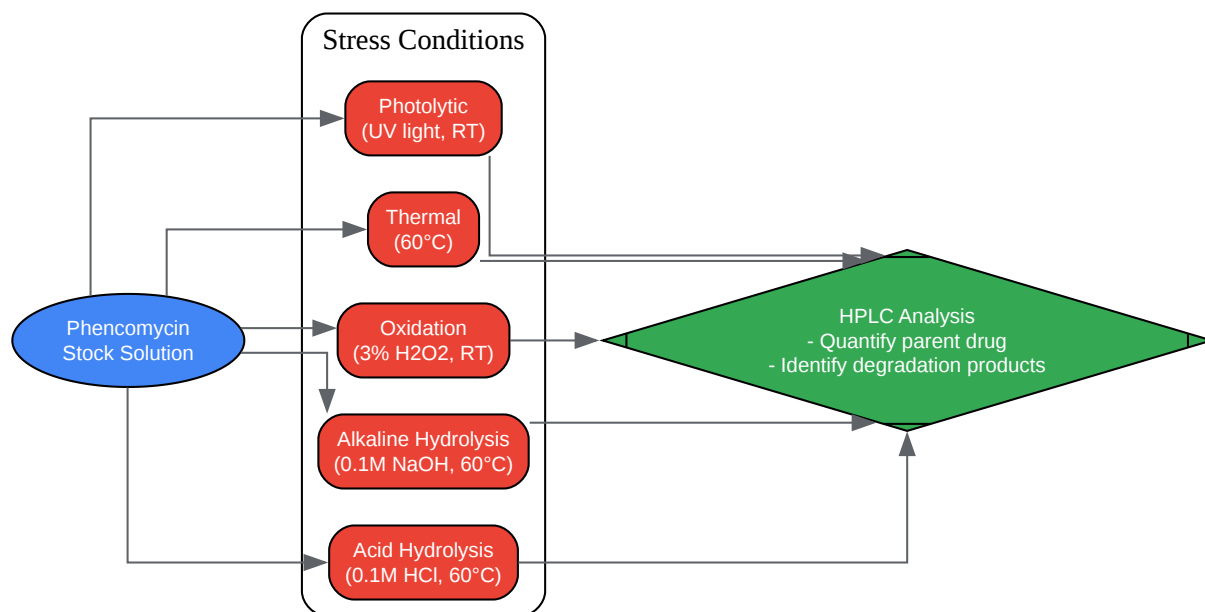 Stress Conditions
Photolytic
(UV light, RT)
Thermal
(60°C)
Phencomycin
Stock Solution
Oxidation
(3% H2O2, RT)
HPLC Analysis
- Quantify parent drug
- Identify degradation products
Alkaline Hydrolysis
(0.1M NaOH, 60°C)
Acid Hydrolysis
(0.1M HCl, 60°C)